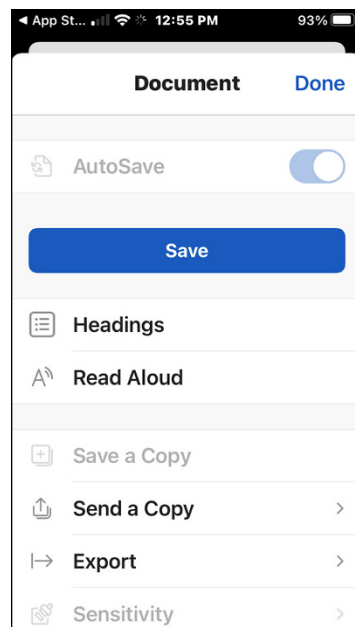 ◀ App St... 12:55 PM 93%
Document Done
AutoSave
Save
Headings
Read Aloud
Save a Copy
Send a Copy
Export
Sensitivity